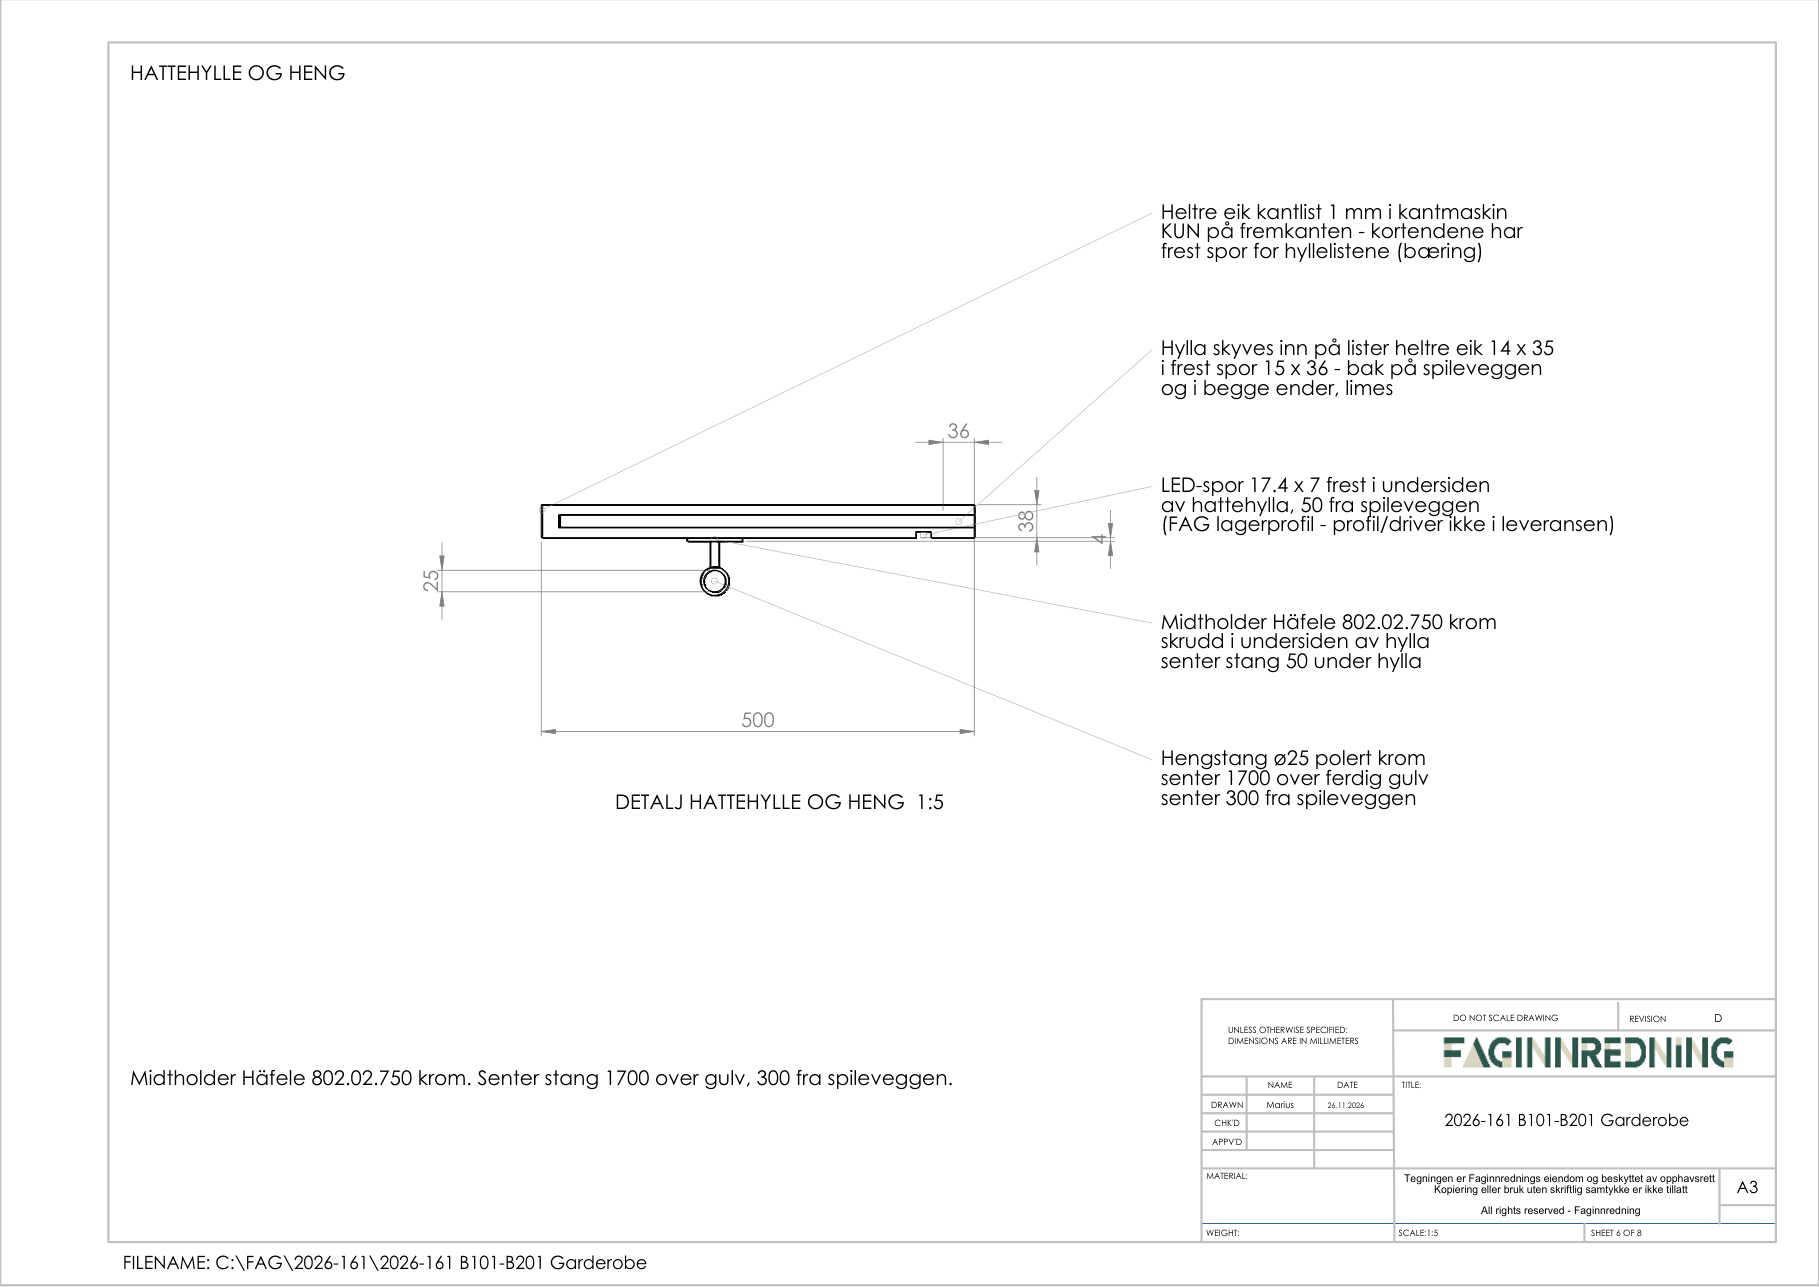 HATTEHYLLE OG HENG
Heltre eik kantlist 1 mm i kantmaskin
KUN på fremkanten - kortendene har
frest spor for hyllelistene (bæring)
Hylla skyves inn på lister heltre eik 14 x 35
i frest spor 15 x 36 - bak på spileveggen
og i begge ender, limes
36
LED-spor 17.4 x 7 frest i undersiden
av hattehylla, 50 fra spileveggen
(FAG lagerprofil - profil/driver ikke i leveransen)
38
4
25
Midtholder Häfele 802.02.750 krom
skrudd i undersiden av hylla
senter stang 50 under hylla
500
Hengstang ø25 polert krom
senter 1700 over ferdig gulv
senter 300 fra spileveggen
DETALJ HATTEHYLLE OG HENG 1:5
Midtholder Häfele 802.02.750 krom. Senter stang 1700 over gulv, 300 fra spileveggen.
UNLESS OTHERWISE SPECIFIED:
DIMENSIONS ARE IN MILLIMETERS
DO NOT SCALE DRAWING
REVISION D
FAGINNREDNING
NAME DATE
DRAWN Marius 26.11.2026
CHK'D
APPV'D
TITLE:
2026-161 B101-B201 Garderobe
MATERIAL:
Tegningen er Faginnrednings eiendom og beskyttet av opphavsrett
Kopiering eller bruk uten skriftlig samtykke er ikke tillatt
All rights reserved - Faginnredning
A3
WEIGHT:
SCALE:1:5
SHEET 6 OF 8
FILENAME: C:\FAG\2026-161\2026-161 B101-B201 Garderobe